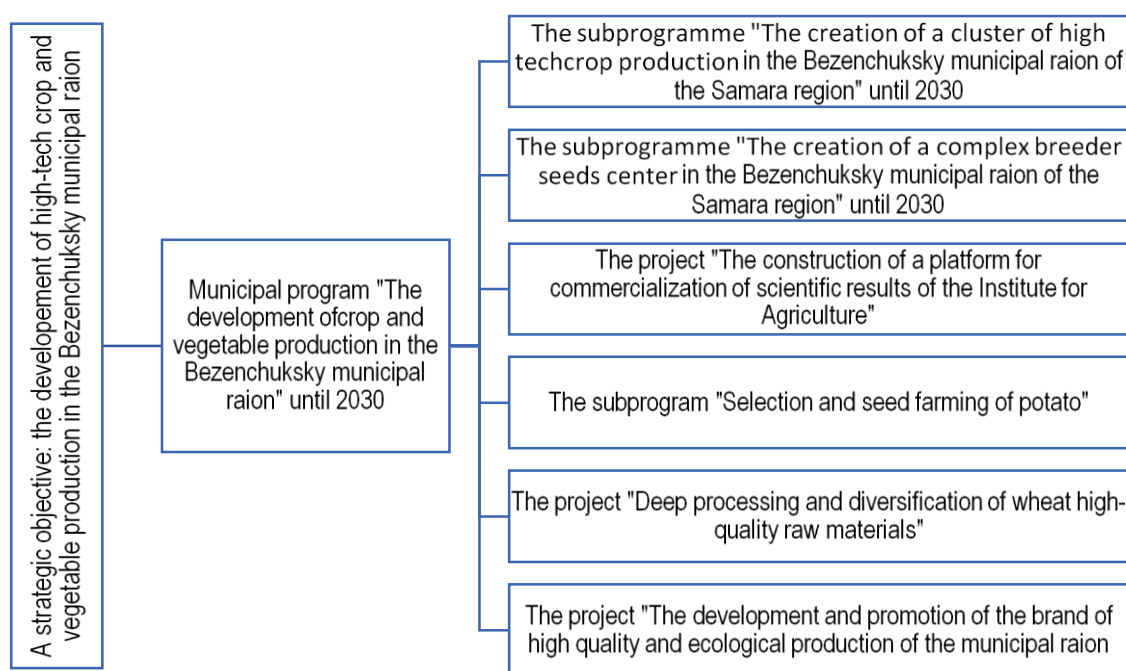 A strategic objective: the developement of high-tech crop and
vegetable production in the Bezenchuksky municipal raion
Municipal program "The
development ofcrop and
vegetable production in the
Bezenchuksky municipal
raion" until 2030
The subprogramme "The creation of a cluster of high
techcrop production in the Bezenchuksky municipal raion of
the Samara region" until 2030
The subprogramme "The creation of a complex breeder
seeds center in the Bezenchuksky municipal raion of the
Samara region" until 2030
The project "The construction of a platform for
commercialization of scientific results of the Institute for
Agriculture"
The subprogram "Selection and seed farming of potato"
The project "Deep processing and diversification of wheat high-
quality raw materials"
The project "The development and promotion of the brand of
high quality and ecological production of the municipal raion